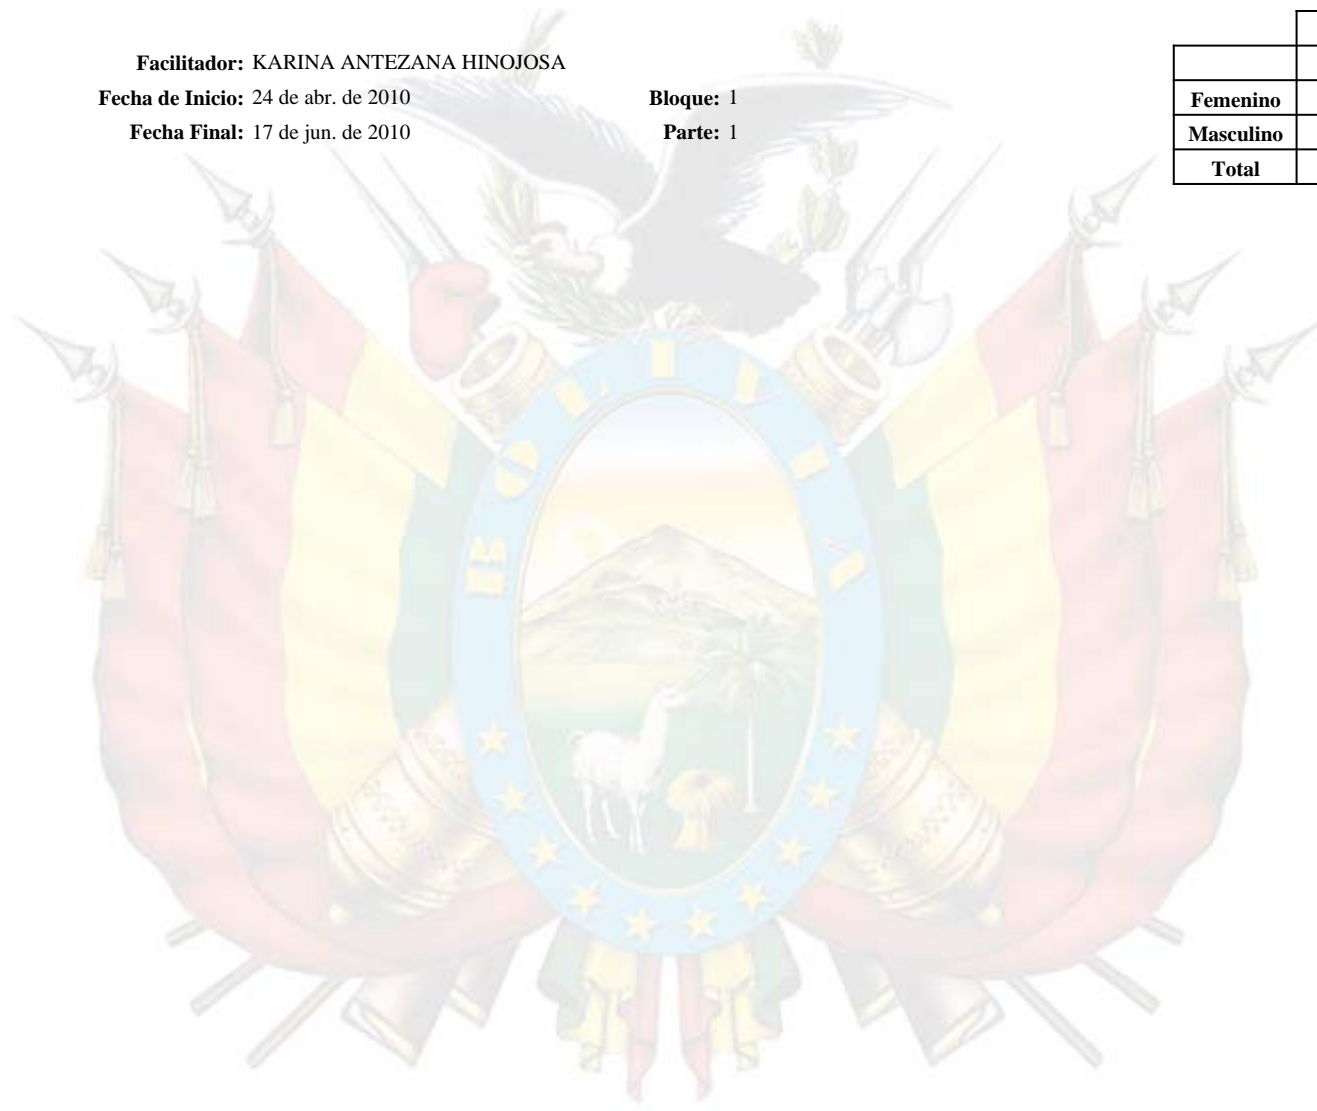 Facilitador: KARINA ANTEZANA HINOJOSA
Fecha de Inicio: 24 de abr. de 2010 Bloque: 1
Fecha Final: 17 de jun. de 2010 Parte: 1
Femenino
Masculino
Total
BOLIVIA